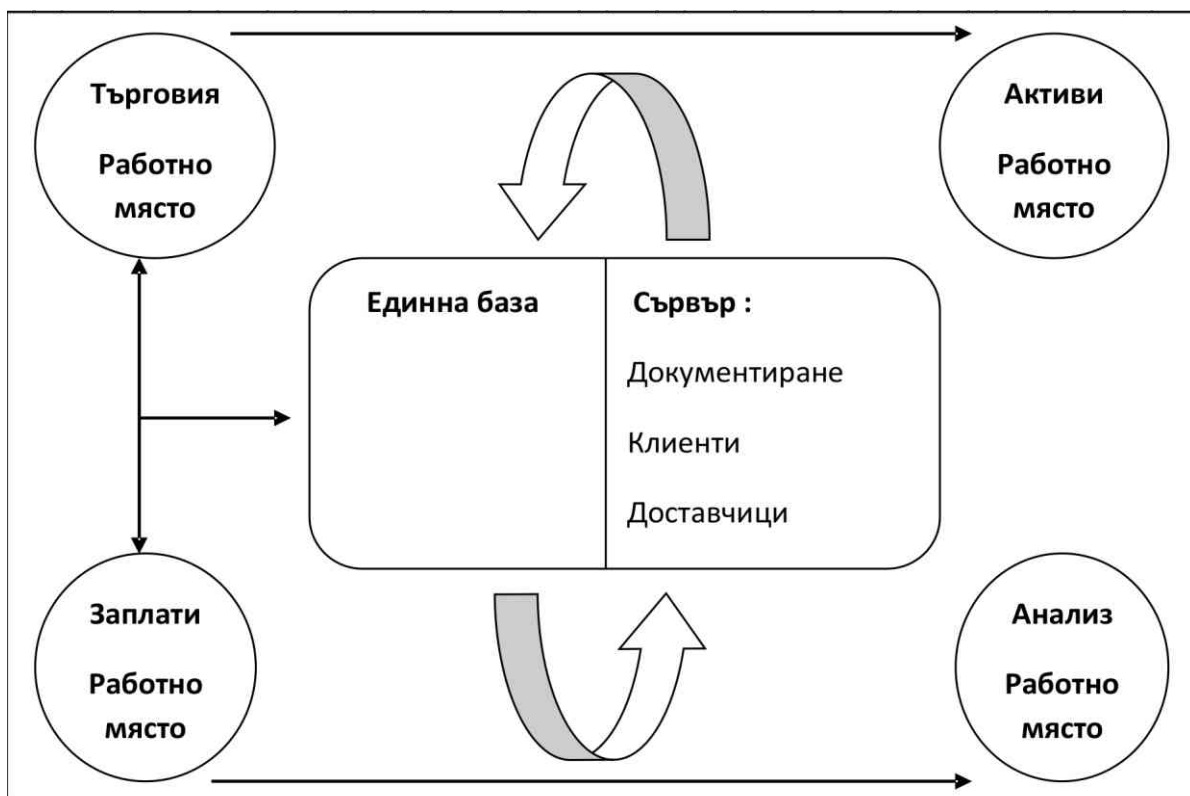 Търговия
Работно
място
Активи
Работно
място
Единна база
Сървър :
Документиране
Клиенти
Доставчици
Заплати
Работно
място
Анализ
Работно
място